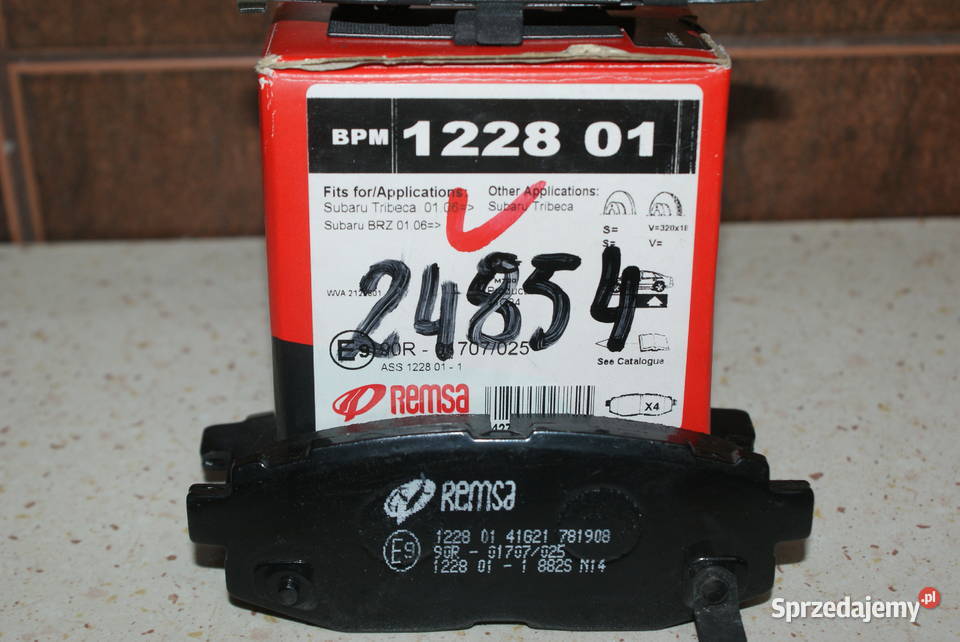 BPM 1228 01
Fits for/Applications:
Subaru Tribeca 01.06=>
Subaru BRZ 01.06=>
Other Applications:
Subaru Tribeca
S= V=320x18
S= V=
24854
90R - 01707/025
E9
ASS 1228 01 - 1
See Catalogue
Remsa
X4
Remsa
1228 01 41G21 781908
E9
90R - 01707/025
1228 01 - 1 882S N14
Sprzedajemy.pl